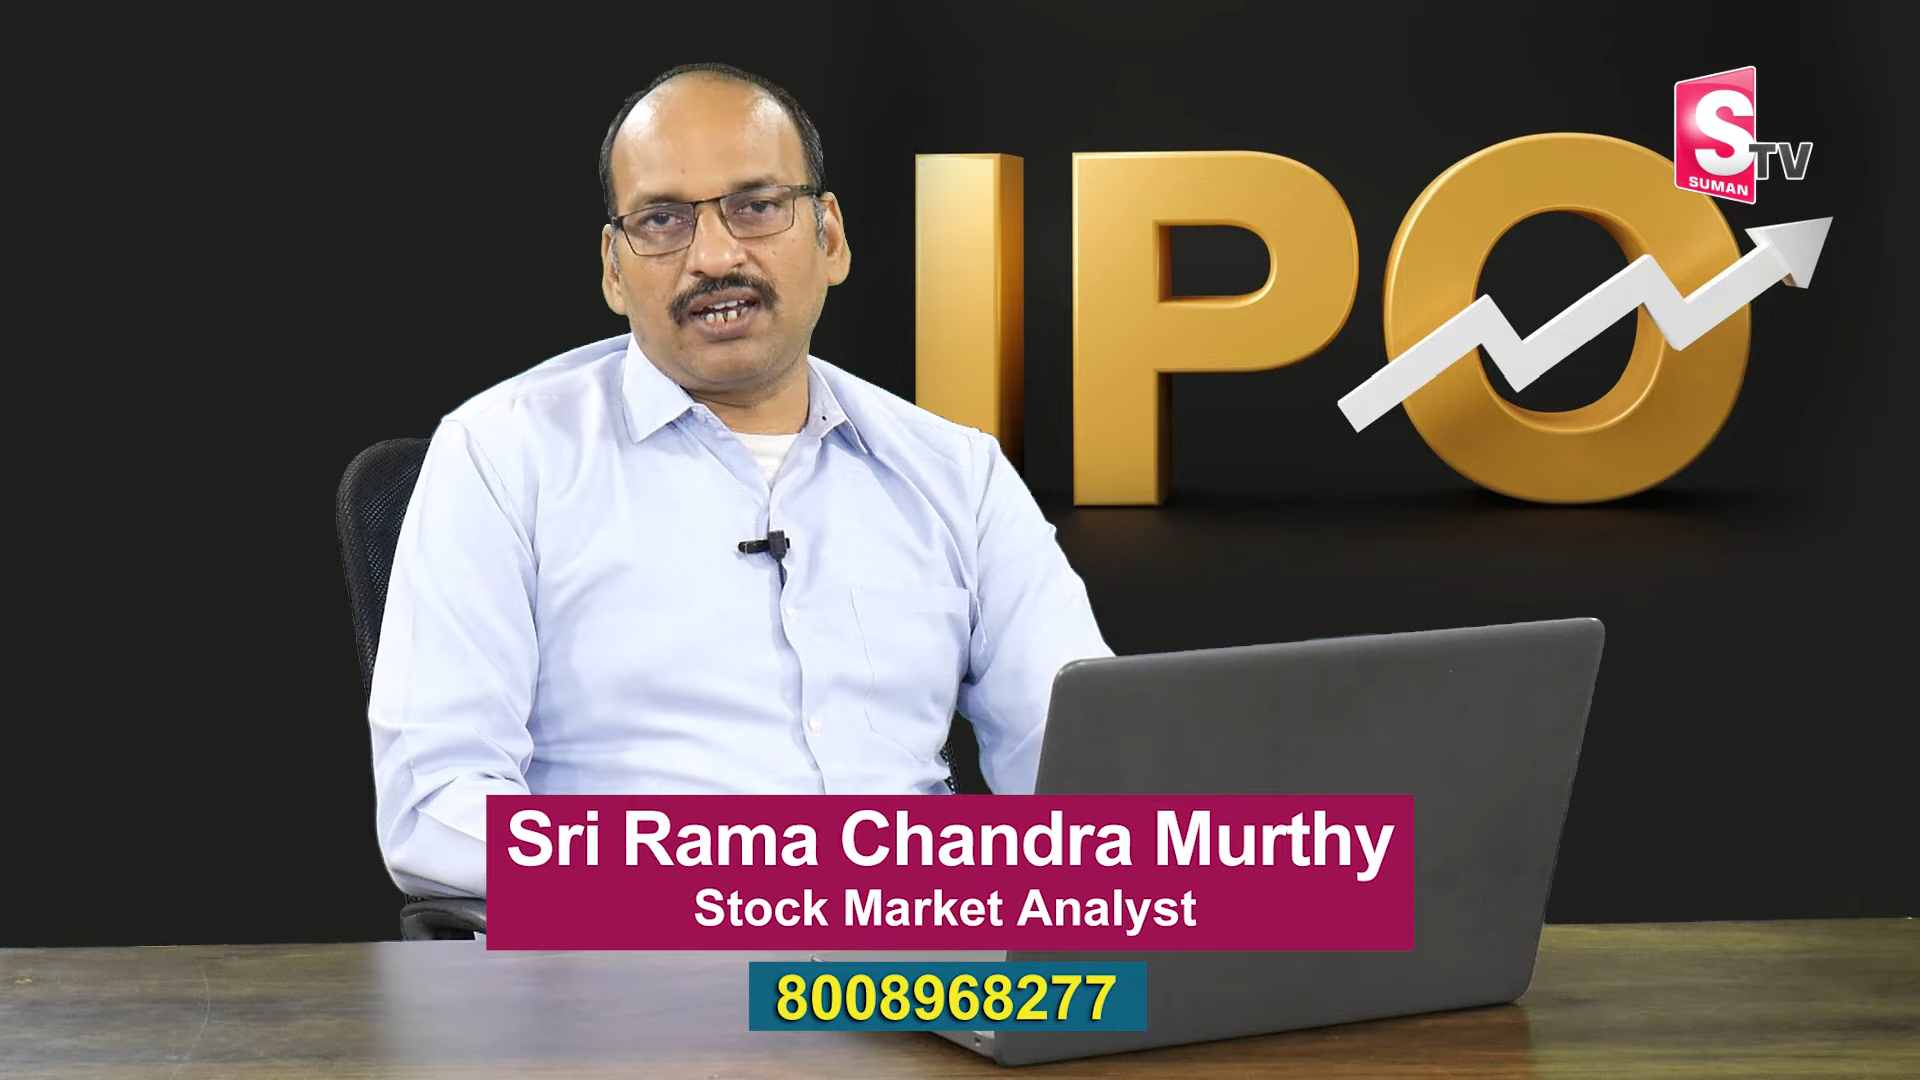 IPO
S TV
SUMAN
Sri Rama Chandra Murthy
Stock Market Analyst
8008968277